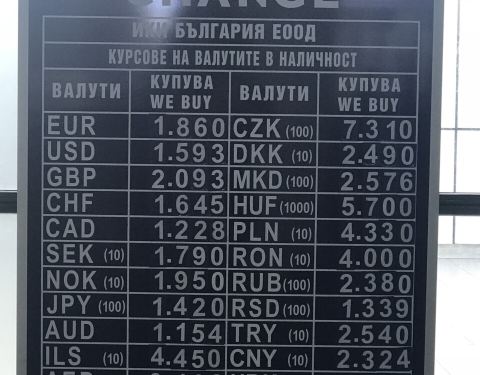 CHANGE
ИКИ БЪЛГАРИЯ ЕООД
КУРСОВЕ НА ВАЛУТИТЕ В НАЛИЧНОСТ
ВАЛУТИ КУПУВА WE BUY ВАЛУТИ КУПУВА WE BUY
EUR 1.860 CZK (100) 7.310
USD 1.593 DKK (10) 2.490
GBP 2.093 MKD (100) 2.576
CHF 1.645 HUF (1000) 5.700
CAD 1.228 PLN (10) 4.330
SEK (10) 1.790 RON (10) 4.000
NOK (10) 1.950 RUB (100) 2.380
JPY (100) 1.420 RSD (100) 1.339
AUD 1.154 TRY (10) 2.540
ILS (10) 4.450 CNY (10) 2.324